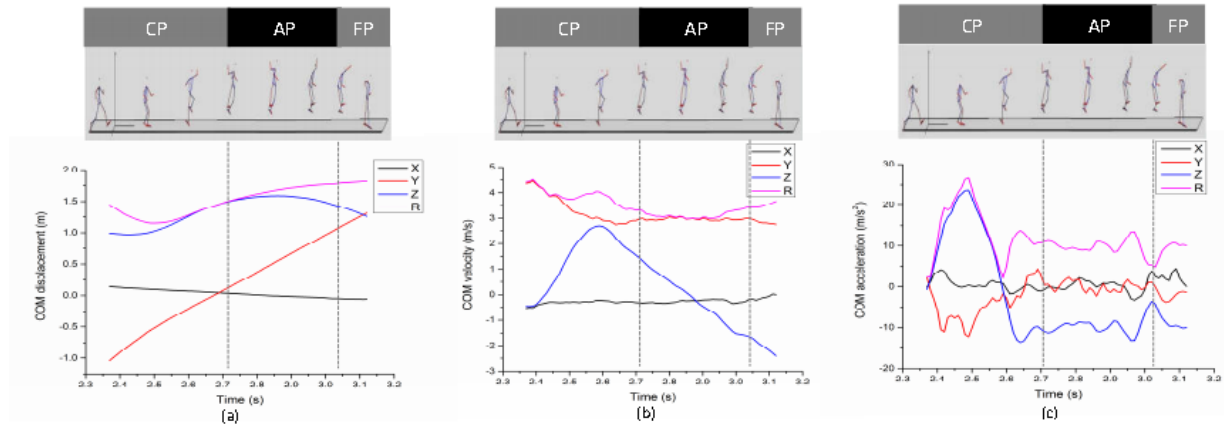 CP AP FP
CP AP FP
CP AP FP
X
Y
Z
R
COM displacement (m)
2.0
1.5
1.0
0.5
0.0
-0.5
-1.0
2.3 2.4 2.5 2.6 2.7 2.8 2.9 3.0 3.1 3.2
Time (s)
(a)
X
Y
Z
R
COM velocity (m/s)
5
4
3
2
1
0
-1
-2
-3
2.3 2.4 2.5 2.6 2.7 2.8 2.9 3.0 3.1 3.2
Time (s)
(b)
X
Y
Z
R
COM acceleration (m/s²)
30
20
10
0
-10
-20
2.3 2.4 2.5 2.6 2.7 2.8 2.9 3.0 3.1 3.2
Time (s)
(c)